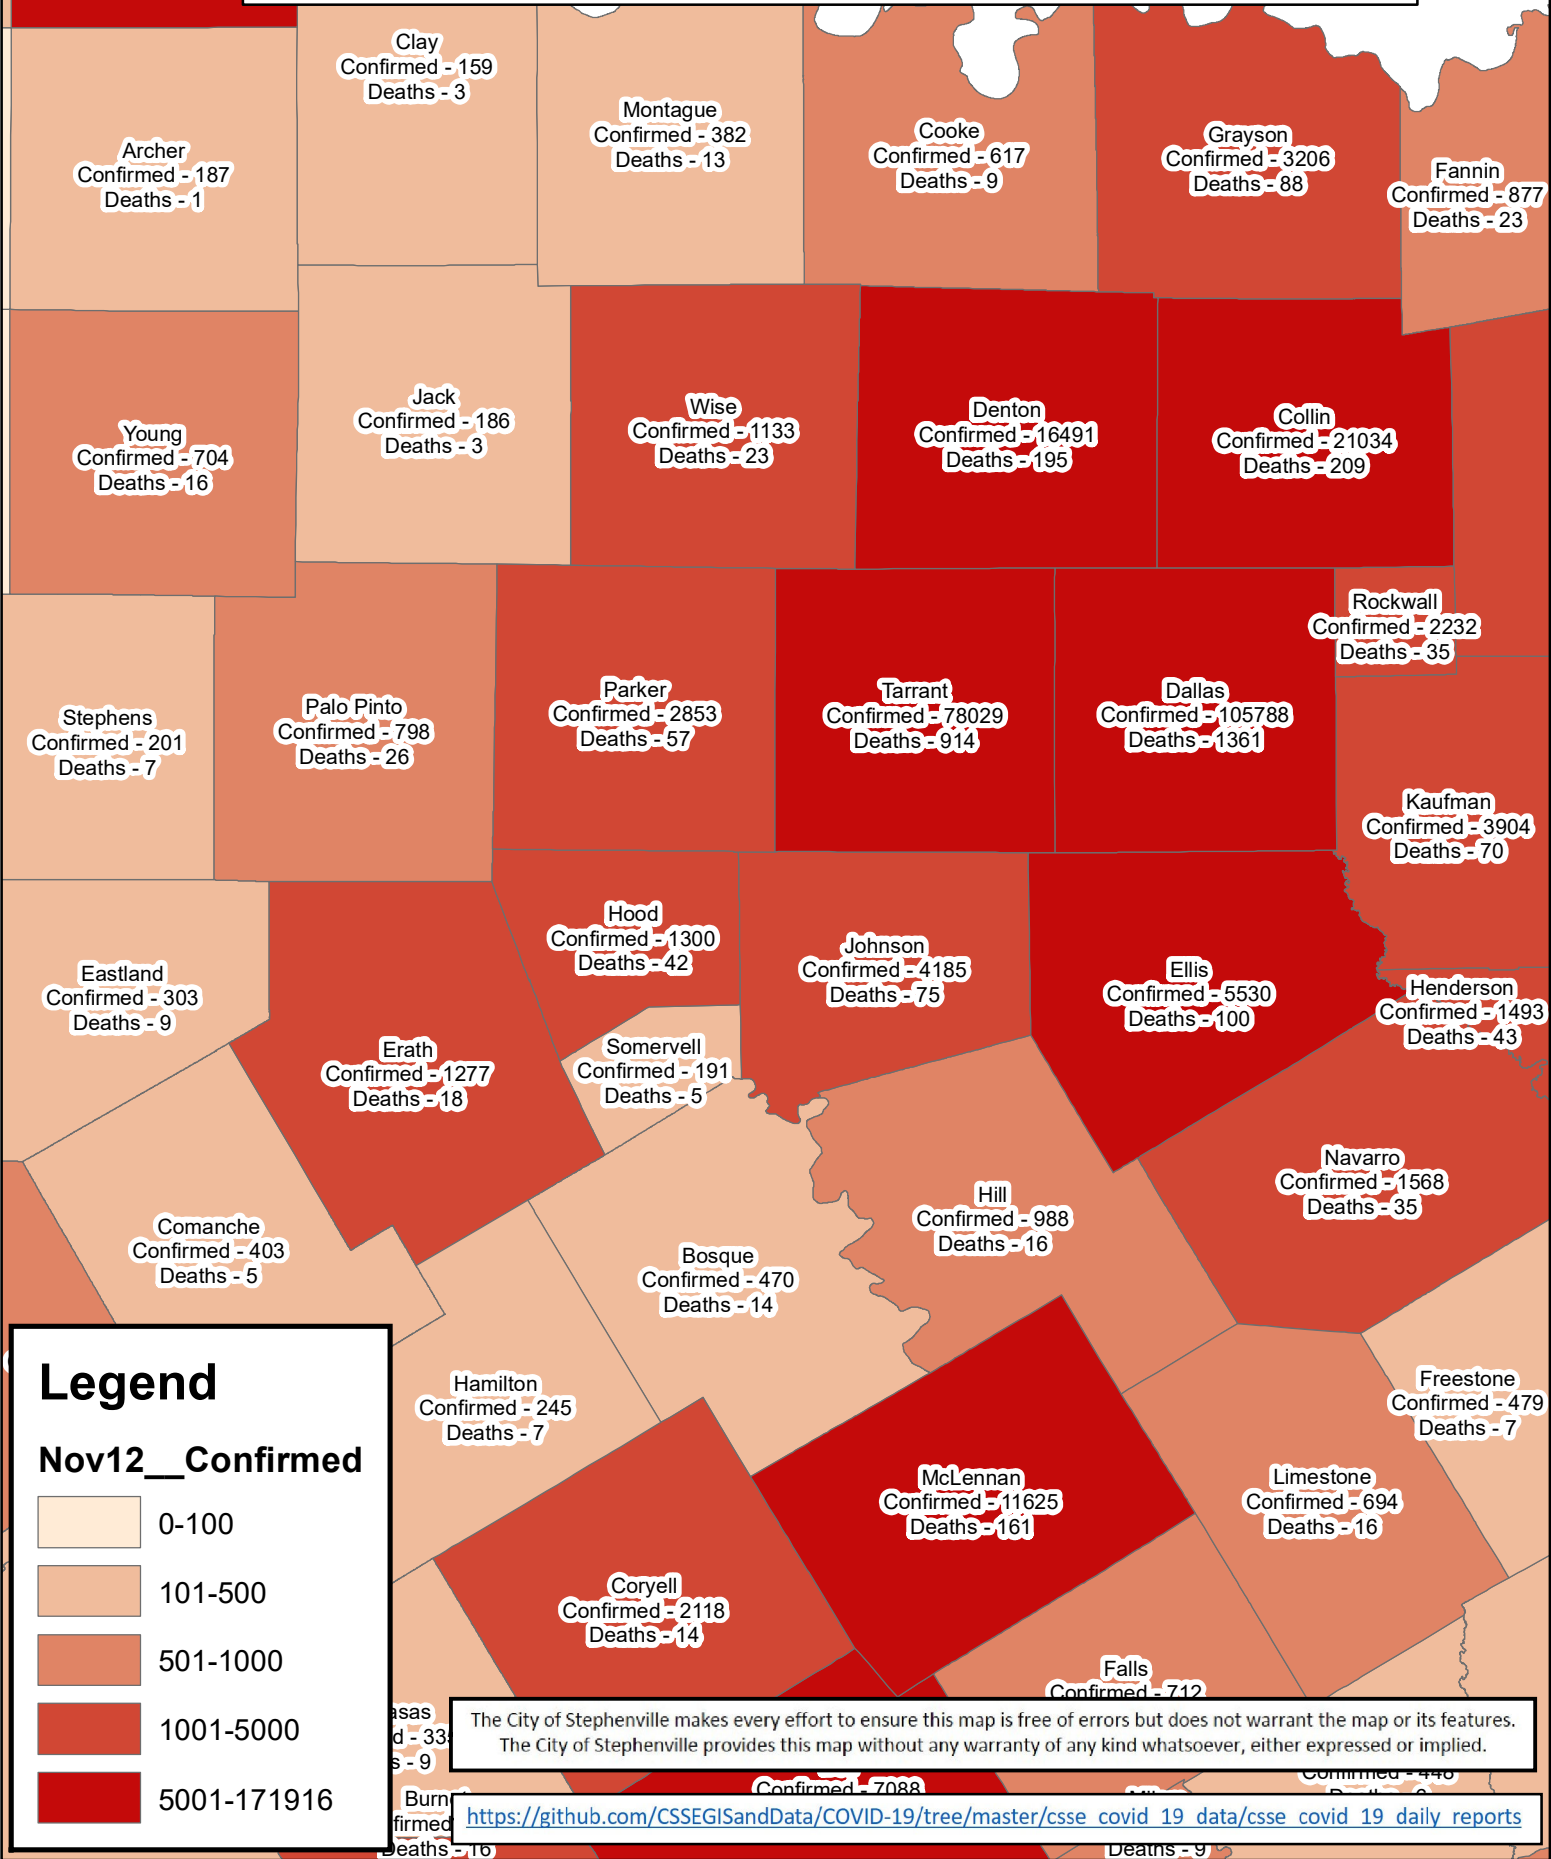 Clay
Confirmed - 159
Deaths - 3
Montague
Confirmed - 382
Deaths - 13
Cooke
Confirmed - 617
Deaths - 9
Grayson
Confirmed - 3206
Deaths - 88
Archer
Confirmed - 187
Deaths - 1
Fannin
Confirmed - 877
Deaths - 23
Young
Confirmed - 704
Deaths - 16
Jack
Confirmed - 186
Deaths - 3
Wise
Confirmed - 1133
Deaths - 23
Denton
Confirmed - 16491
Deaths - 195
Collin
Confirmed - 21034
Deaths - 209
Rockwall
Confirmed - 2232
Deaths - 35
Stephens
Confirmed - 201
Deaths - 7
Palo Pinto
Confirmed - 798
Deaths - 26
Parker
Confirmed - 2853
Deaths - 57
Tarrant
Confirmed - 78029
Deaths - 914
Dallas
Confirmed - 105788
Deaths - 1361
Kaufman
Confirmed - 3904
Deaths - 70
Eastland
Confirmed - 303
Deaths - 9
Hood
Confirmed - 1300
Deaths - 42
Johnson
Confirmed - 4185
Deaths - 75
Ellis
Confirmed - 5530
Deaths - 100
Henderson
Confirmed - 1493
Deaths - 43
Erath
Confirmed - 1277
Deaths - 18
Somervell
Confirmed - 191
Deaths - 5
Comanche
Confirmed - 403
Deaths - 5
Bosque
Confirmed - 470
Deaths - 14
Hill
Confirmed - 988
Deaths - 16
Navarro
Confirmed - 1568
Deaths - 35
Hamilton
Confirmed - 245
Deaths - 7
McLennan
Confirmed - 11625
Deaths - 161
Limestone
Confirmed - 694
Deaths - 16
Freestone
Confirmed - 479
Deaths - 7
Coryell
Confirmed - 2118
Deaths - 14
Falls
Confirmed - 712
Legend
Nov12__Confirmed
0-100
101-500
501-1000
1001-5000
5001-171916
asas
d - 33
s - 9
Burne
firmed
Deaths - 16
The City of Stephenville makes every effort to ensure this map is free of errors but does not warrant the map or its features.
The City of Stephenville provides this map without any warranty of any kind whatsoever, either expressed or implied.
Confirmed - 7088
Confirmed - 448
https://github.com/CSSEGISandData/COVID-19/tree/master/csse_covid_19_data/csse_covid_19_daily_reports
Deaths - 9